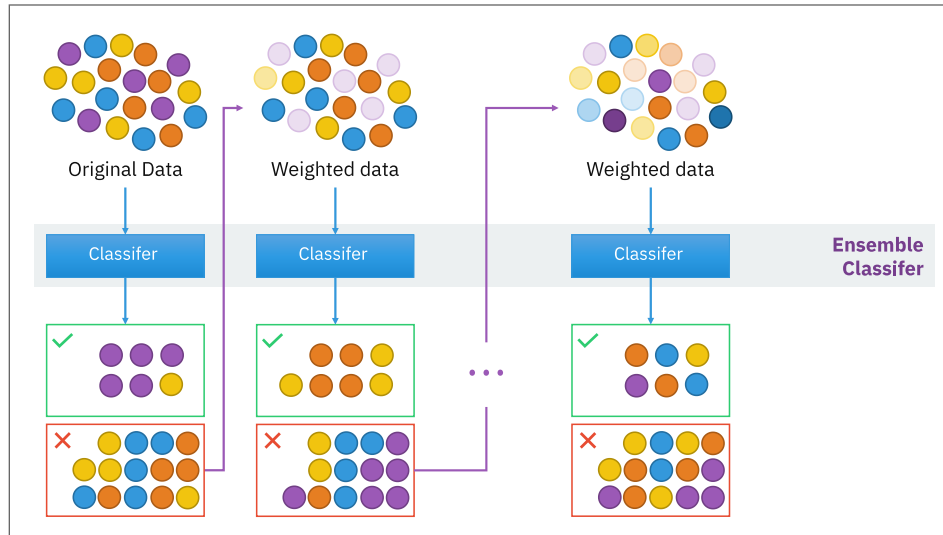 Original Data
Weighted data
Weighted data
Classifer
Classifer
Classifer
Ensemble
Classifer